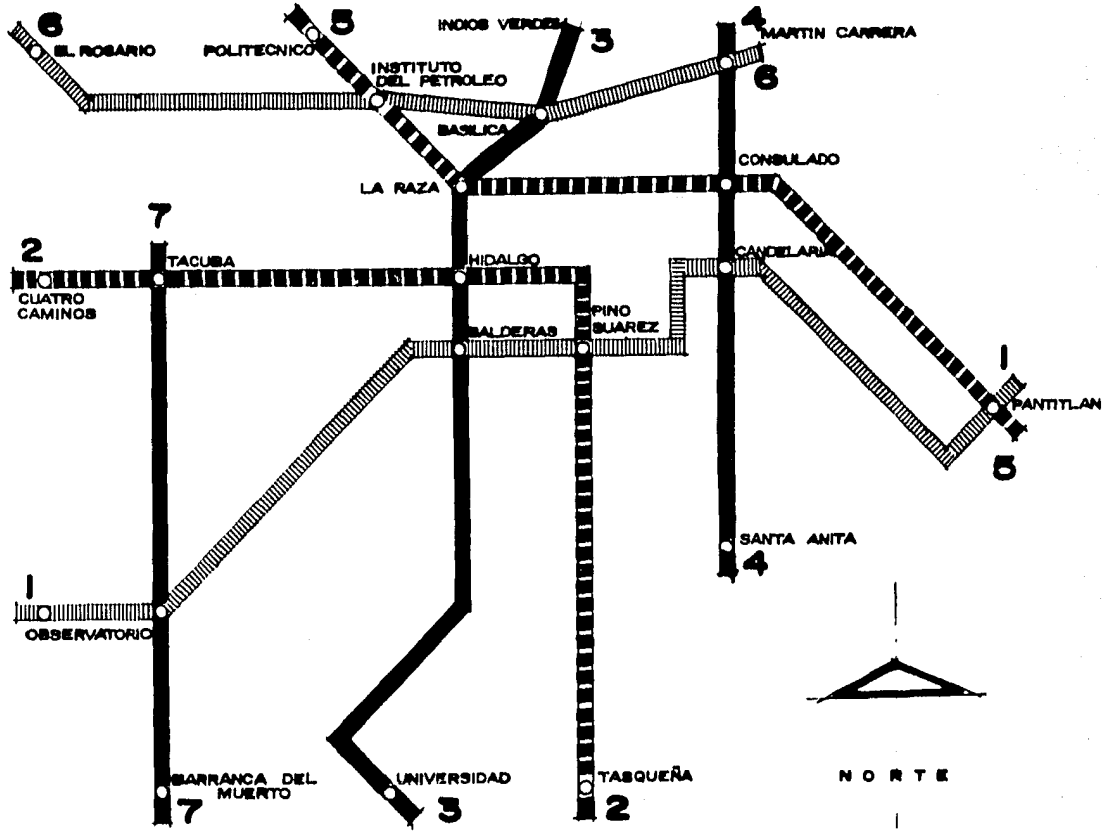 6
5
INDIOS VERDES
3
4
MARTIN CARRERA
EL ROSARIO
POLITECNICO
INSTITUTO
DEL PETROLEO
6
BASILICA
CONSULADO
LA RAZA
7
2
TACUBA
HIDALGO
CANDELARIA
CUATRO
CAMINOS
PINO
SUAREZ
BALDERAS
1
PANTITLAN
5
SANTA ANITA
4
1
OBSERVATORIO
BARRANCA DEL
MUERTO
7
UNIVERSIDAD
3
TASQUEÑA
2
NORTE